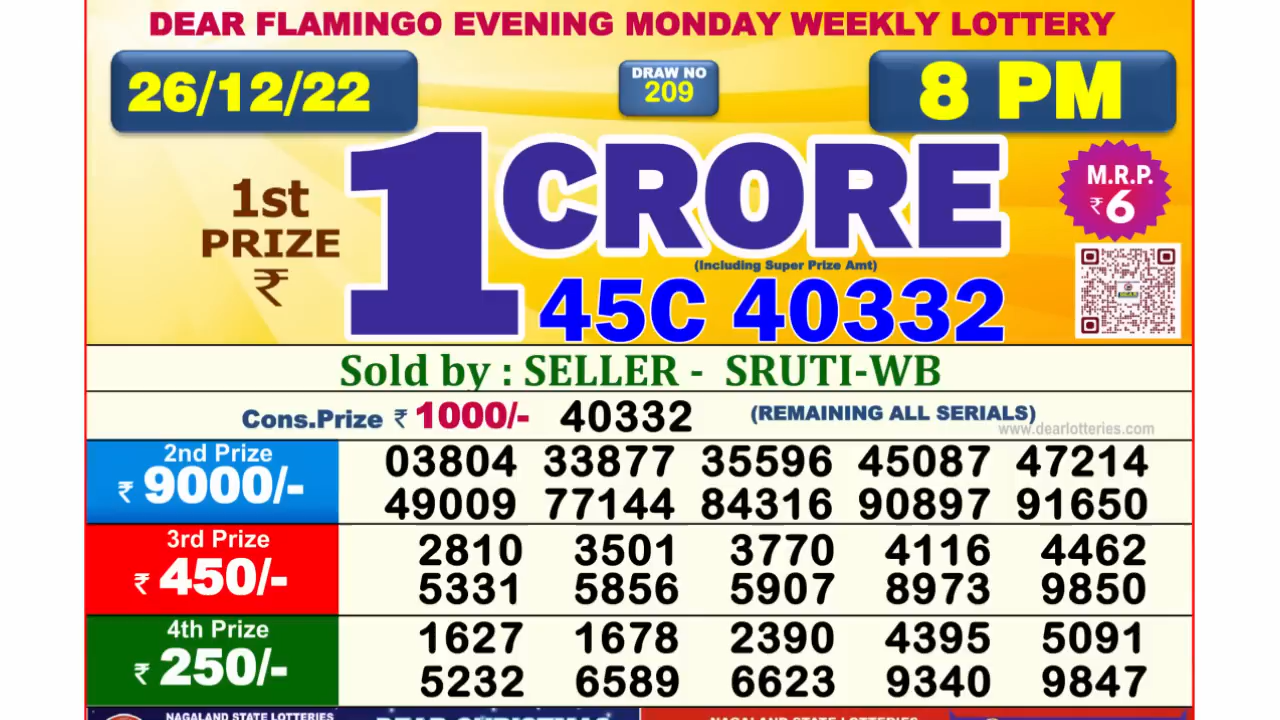 DEAR FLAMINGO EVENING MONDAY WEEKLY LOTTERY
26/12/22
DRAW NO
209
8 PM
1st
PRIZE
₹
1 CRORE
(Including Super Prize Amt)
45C 40332
M.R.P.
₹6
Sold by : SELLER - SRUTI-WB
Cons.Prize ₹ 1000/- 40332 (REMAINING ALL SERIALS)
www.dearlotteries.com
2nd Prize
₹ 9000/-
03804 33877 35596 45087 47214
49009 77144 84316 90897 91650
3rd Prize
₹ 450/-
2810 3501 3770 4116 4462
5331 5856 5907 8973 9850
4th Prize
₹ 250/-
1627 1678 2390 4395 5091
5232 6589 6623 9340 9847
NAGALAND STATE LOTTERIES
DEAR CHRISTMAS
NAGALAND STATE LOTTERIES